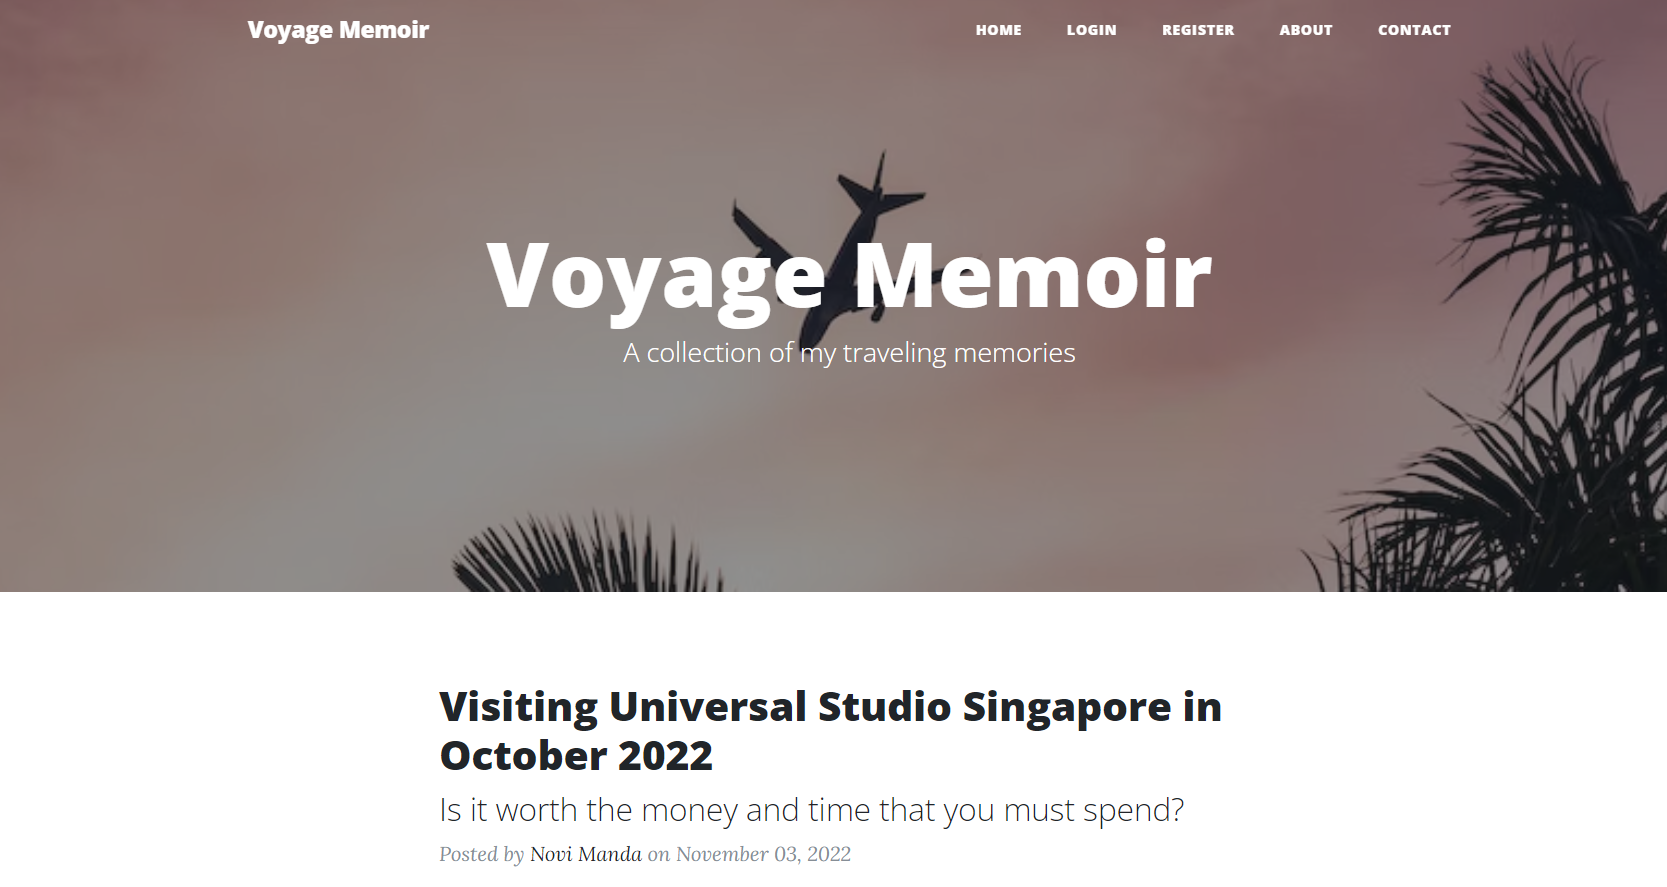 Voyage Memoir
HOME LOGIN REGISTER ABOUT CONTACT
Voyage Memoir
A collection of my traveling memories
Visiting Universal Studio Singapore in
October 2022
Is it worth the money and time that you must spend?
Posted by Novi Manda on November 03, 2022